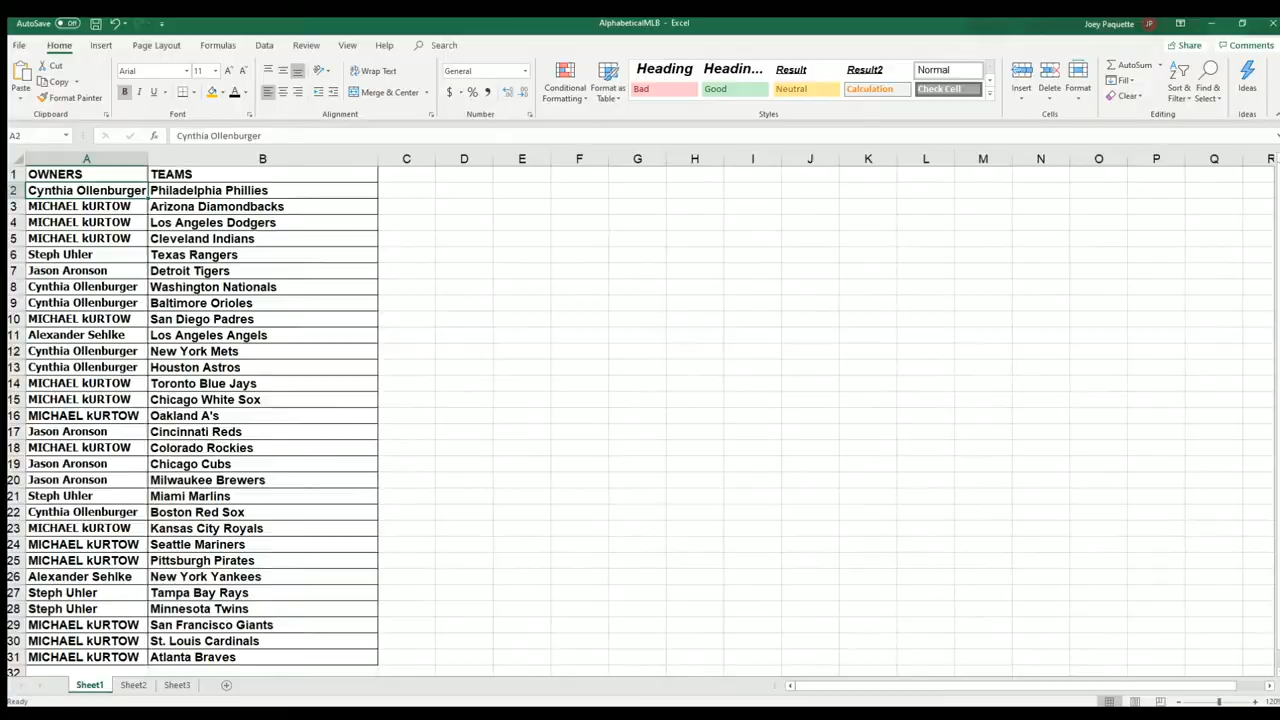 AutoSave Off AlphabeticalMLB - Excel Joey Paquette JP
File Home Insert Page Layout Formulas Data Review View Help Search Share Comments
Paste Cut Copy Format Painter Clipboard
Arial 11 A A B I U A Font
Wrap Text Merge & Center Alignment
General $ % , Number
Conditional Formatting Format as Table
Heading Headin... Result Result2 Normal
Bad Good Neutral Calculation Check Cell
Styles
Insert Delete Format Cells
AutoSum Fill Clear Sort & Filter Find & Select Editing
Ideas Ideas
A2 fx Cynthia Ollenburger
A B C D E F G H I J K L M N O P Q R
1 OWNERS TEAMS
2 Cynthia Ollenburger Philadelphia Phillies
3 MICHAEL kURTOW Arizona Diamondbacks
4 MICHAEL kURTOW Los Angeles Dodgers
5 MICHAEL kURTOW Cleveland Indians
6 Steph Uhler Texas Rangers
7 Jason Aronson Detroit Tigers
8 Cynthia Ollenburger Washington Nationals
9 Cynthia Ollenburger Baltimore Orioles
10 MICHAEL kURTOW San Diego Padres
11 Alexander Sehlke Los Angeles Angels
12 Cynthia Ollenburger New York Mets
13 Cynthia Ollenburger Houston Astros
14 MICHAEL kURTOW Toronto Blue Jays
15 MICHAEL kURTOW Chicago White Sox
16 MICHAEL kURTOW Oakland A's
17 Jason Aronson Cincinnati Reds
18 MICHAEL kURTOW Colorado Rockies
19 Jason Aronson Chicago Cubs
20 Jason Aronson Milwaukee Brewers
21 Steph Uhler Miami Marlins
22 Cynthia Ollenburger Boston Red Sox
23 MICHAEL kURTOW Kansas City Royals
24 MICHAEL kURTOW Seattle Mariners
25 MICHAEL kURTOW Pittsburgh Pirates
26 Alexander Sehlke New York Yankees
27 Steph Uhler Tampa Bay Rays
28 Steph Uhler Minnesota Twins
29 MICHAEL kURTOW San Francisco Giants
30 MICHAEL kURTOW St. Louis Cardinals
31 MICHAEL kURTOW Atlanta Braves
32
Sheet1 Sheet2 Sheet3
Ready